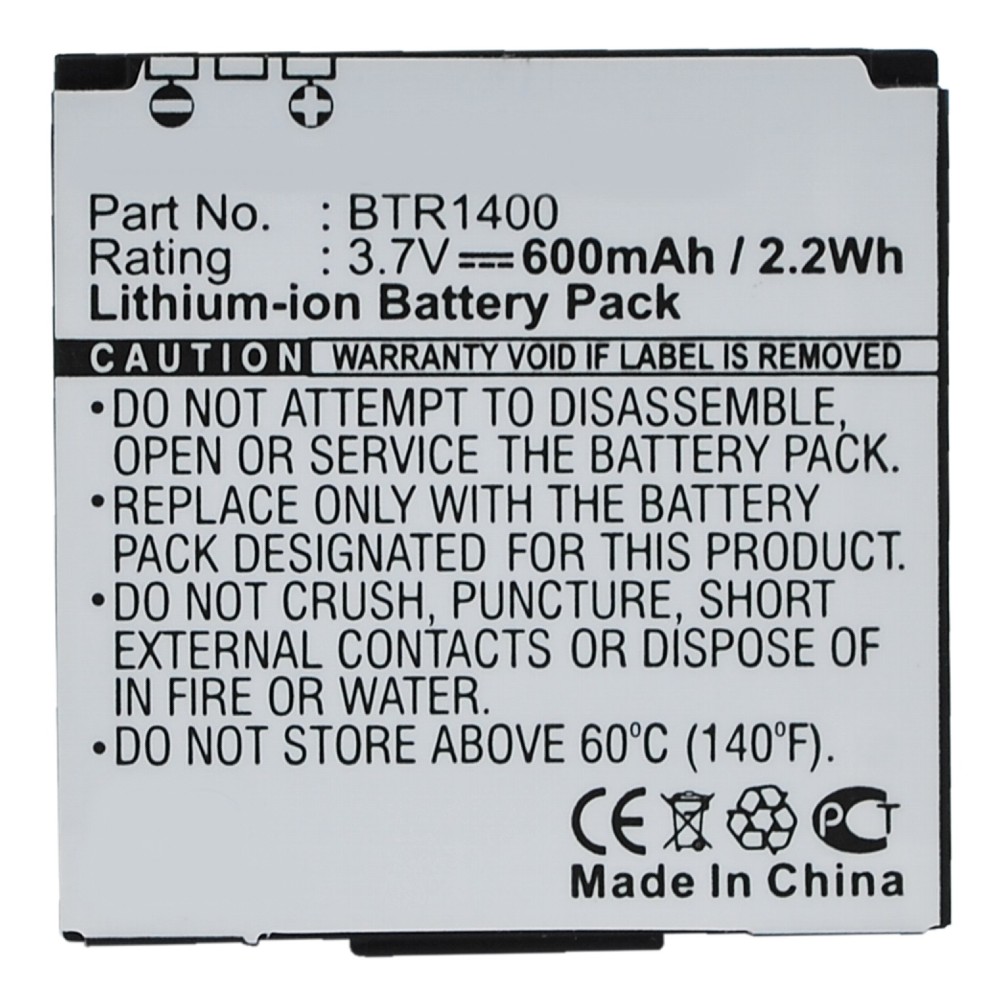 Part No. : BTR1400
Rating : 3.7V 600mAh / 2.2Wh
Lithium-ion Battery Pack
CAUTION WARRANTY VOID IF LABEL IS REMOVED
•DO NOT ATTEMPT TO DISASSEMBLE,
OPEN OR SERVICE THE BATTERY PACK.
•REPLACE ONLY WITH THE BATTERY
PACK DESIGNATED FOR THIS PRODUCT.
•DO NOT CRUSH, PUNCTURE, SHORT
EXTERNAL CONTACTS OR DISPOSE OF
IN FIRE OR WATER.
•DO NOT STORE ABOVE 60°C (140°F).
CE PCT
Made In China